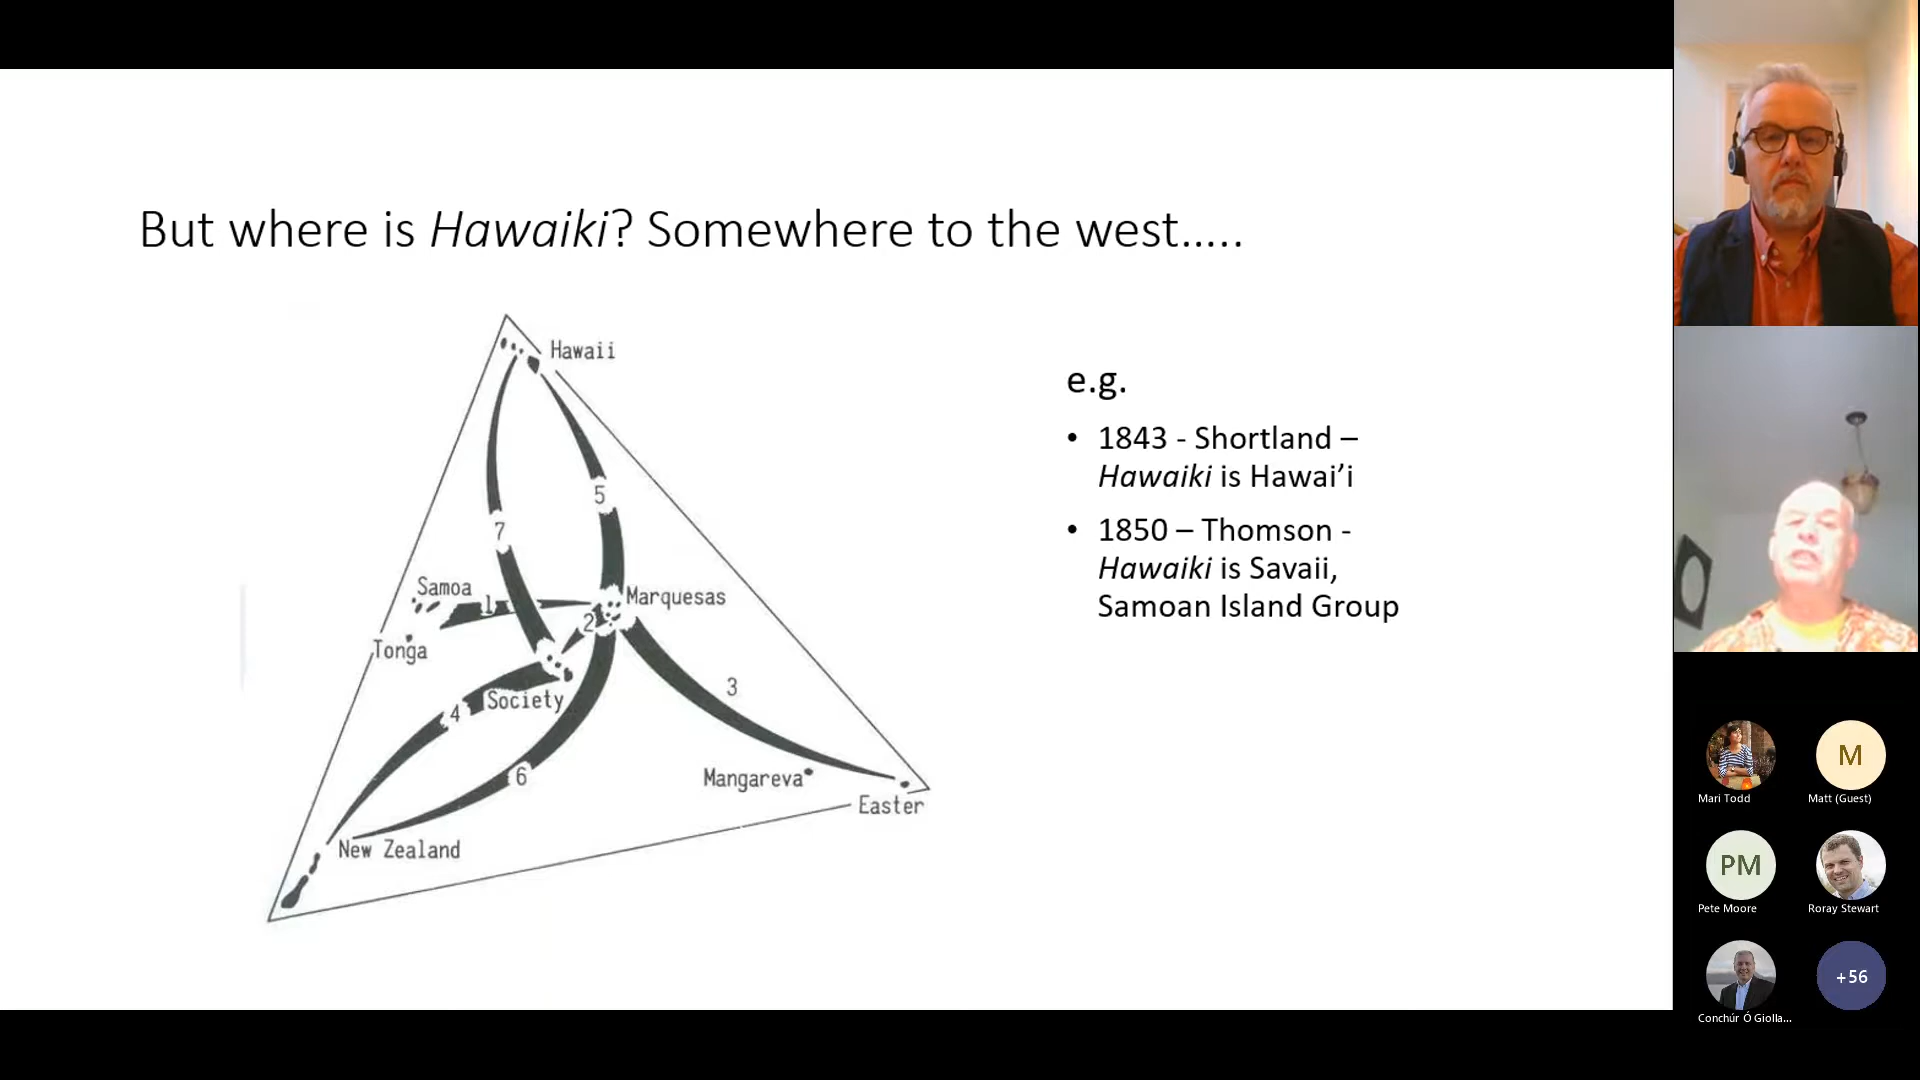 But where is Hawaiki? Somewhere to the west.....
Hawaii
5
7
Samoa
1
Marquesas
2
Tonga
Society
4
3
6
Mangareva
Easter
New Zealand
e.g.
• 1843 - Shortland –
Hawaiki is Hawai’i
• 1850 – Thomson -
Hawaiki is Savaii,
Samoan Island Group
Mari Todd
M
Matt (Guest)
PM
Pete Moore
Roray Stewart
Conchúr Ó Giolla...
+56